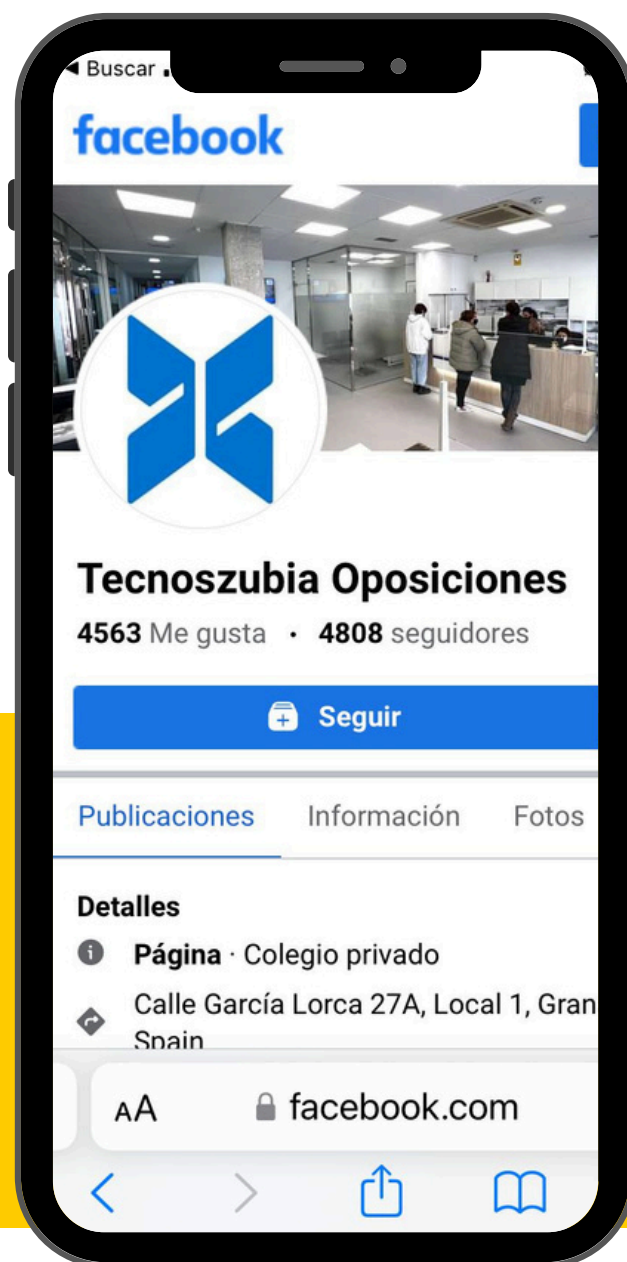 Buscar
facebook
Tecnoszubia Oposiciones
4563 Me gusta · 4808 seguidores
Seguir
Publicaciones Información Fotos
Detalles
Página · Colegio privado
Calle García Lorca 27A, Local 1, Gran
Spain
AA facebook.com